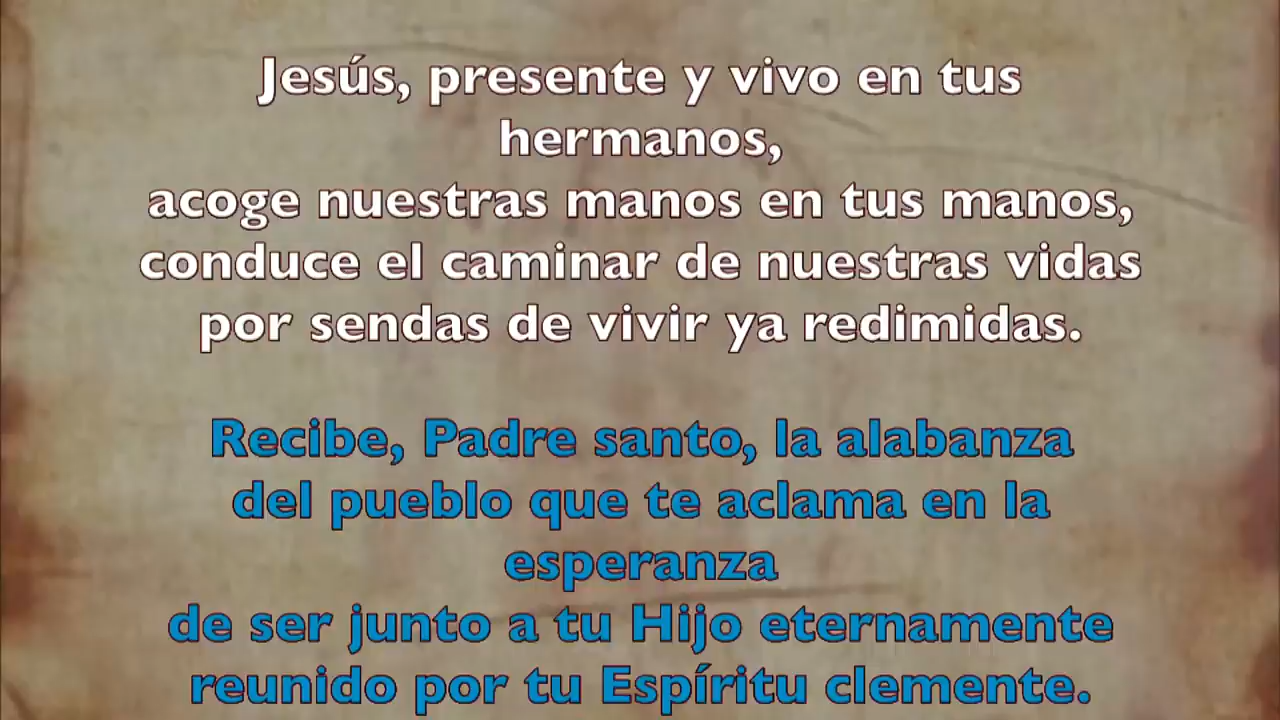 Jesús, presente y vivo en tus
hermanos,
acoge nuestras manos en tus manos,
conduce el caminar de nuestras vidas
por sendas de vivir ya redimidas.
Recibe, Padre santo, la alabanza
del pueblo que te aclama en la
esperanza
de ser junto a tu Hijo eternamente
reunido por tu Espíritu clemente.